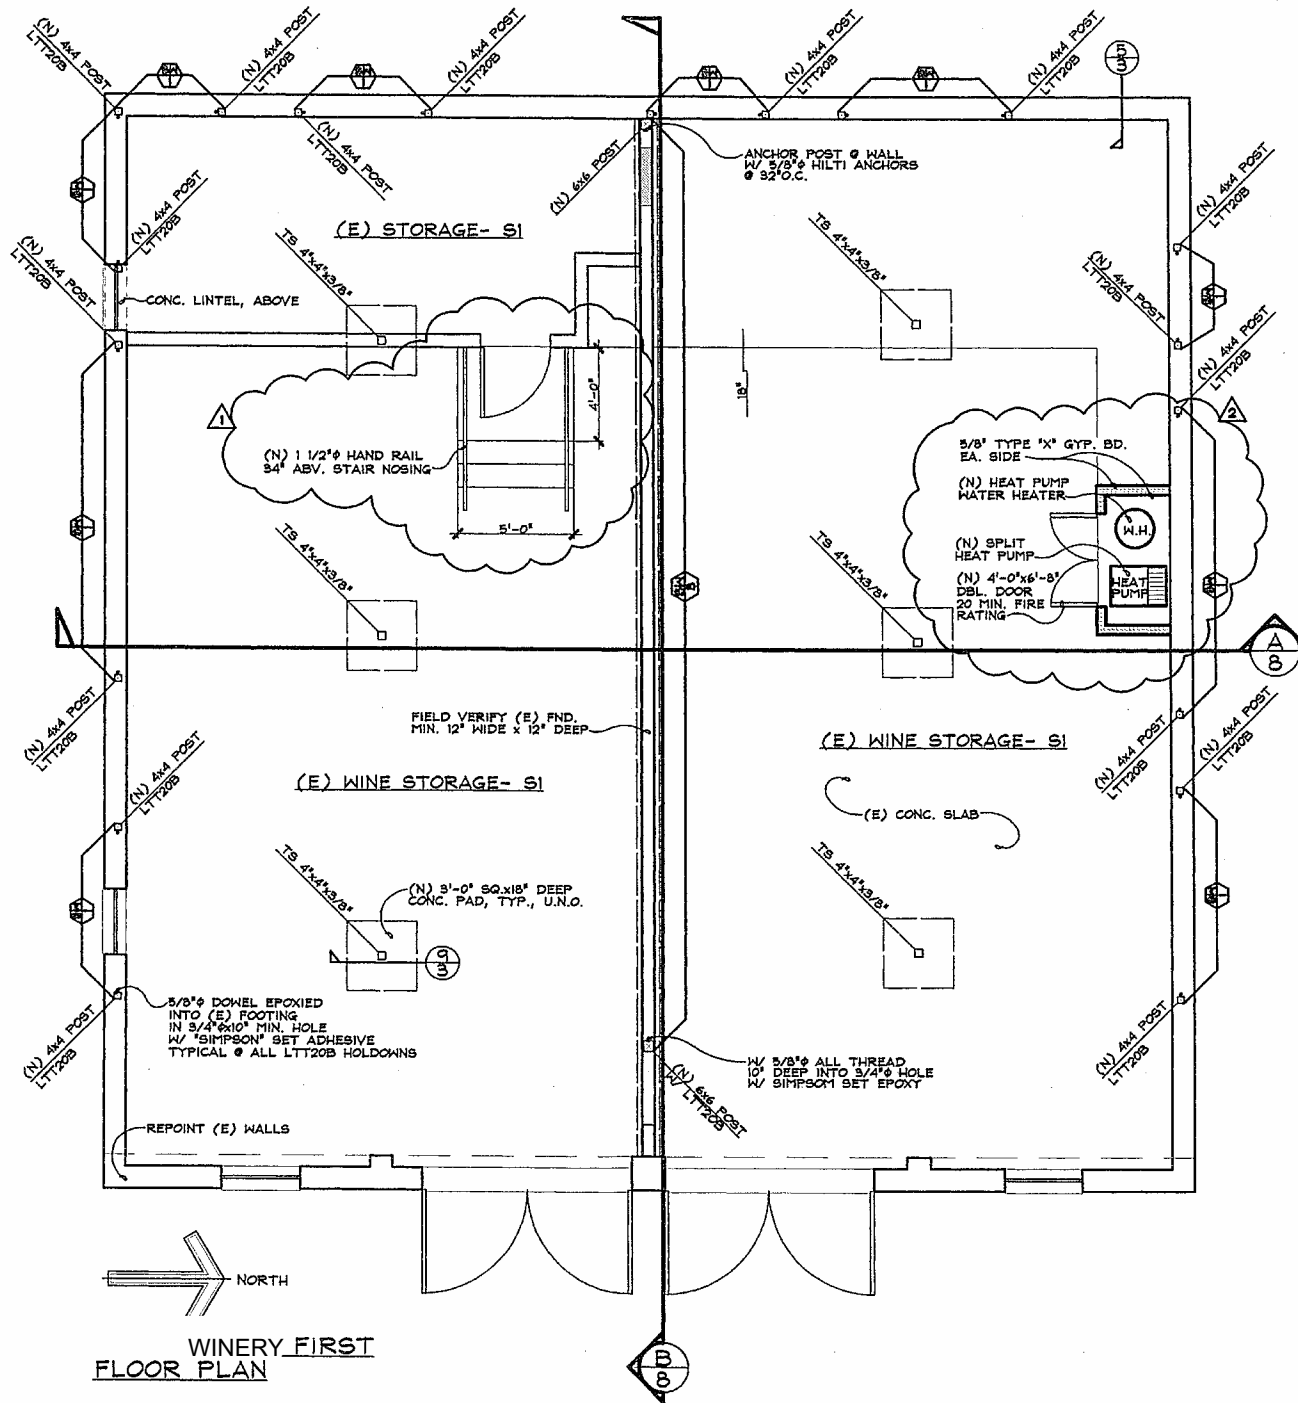 (N) 4x4 POST
LTT20B
(N) 4x4 POST
LTT20B
(N) 4x4 POST
LTT20B
(N) 4x4 POST
LTT20B
(N) 4x4 POST
LTT20B
5
3
(N) 4x4 POST
LTT20B
(N) 6x6 POST
ANCHOR POST @ WALL
W/ 5/8"ϕ HILTI ANCHORS
@ 32"O.C.
(N) 4x4 POST
LTT20B
(N) 4x4 POST
LTT20B
(N) 4x4 POST
LTT20B
(E) STORAGE- S1
TS 4"x4"x3/8"
TS 4"x4"x3/8"
(N) 4x4 POST
LTT20B
(N) 4x4 POST
LTT20B
CONC. LINTEL, ABOVE
18"
4'-0"
1
2
(N) 1 1/2"ϕ HAND RAIL
34" ABV. STAIR NOSING
5'-0"
5/8" TYPE "X" GYP. BD.
EA. SIDE
(N) HEAT PUMP
WATER HEATER
W.H.
(N) SPLIT
HEAT PUMP
HEAT
PUMP
(N) 4'-0"x6'-8"
DBL. DOOR
20 MIN. FIRE
RATING
TS 4"x4"x3/8"
TS 4"x4"x3/8"
A
8
(N) 4x4 POST
LTT20B
(N) 4x4 POST
LTT20B
FIELD VERIFY (E) FND.
MIN. 12" WIDE x 12" DEEP
(E) WINE STORAGE- S1
(N) 4x4 POST
LTT20B
(N) 4x4 POST
LTT20B
(E) WINE STORAGE- S1
(E) CONC. SLAB
TS 4"x4"x3/8"
TS 4"x4"x3/8"
(N) 3'-0" SQ.x18" DEEP
CONC. PAD, TYP., U.N.O.
9
3
5/8"ϕ DOWEL EPOXIED
INTO (E) FOOTING
IN 3/4"ϕx10" MIN. HOLE
W/ "SIMPSON" SET ADHESIVE
TYPICAL @ ALL LTT20B HOLDOWNS
(N) 4x4 POST
LTT20B
W/ 5/8"ϕ ALL THREAD
10" DEEP INTO 3/4"ϕ HOLE
W/ SIMPSOM SET EPOXY
(N) 6x6 POST
W/ LTT20B
(N) 4x4 POST
LTT20B
REPOINT (E) WALLS
NORTH
WINERY FIRST
FLOOR PLAN
B
8